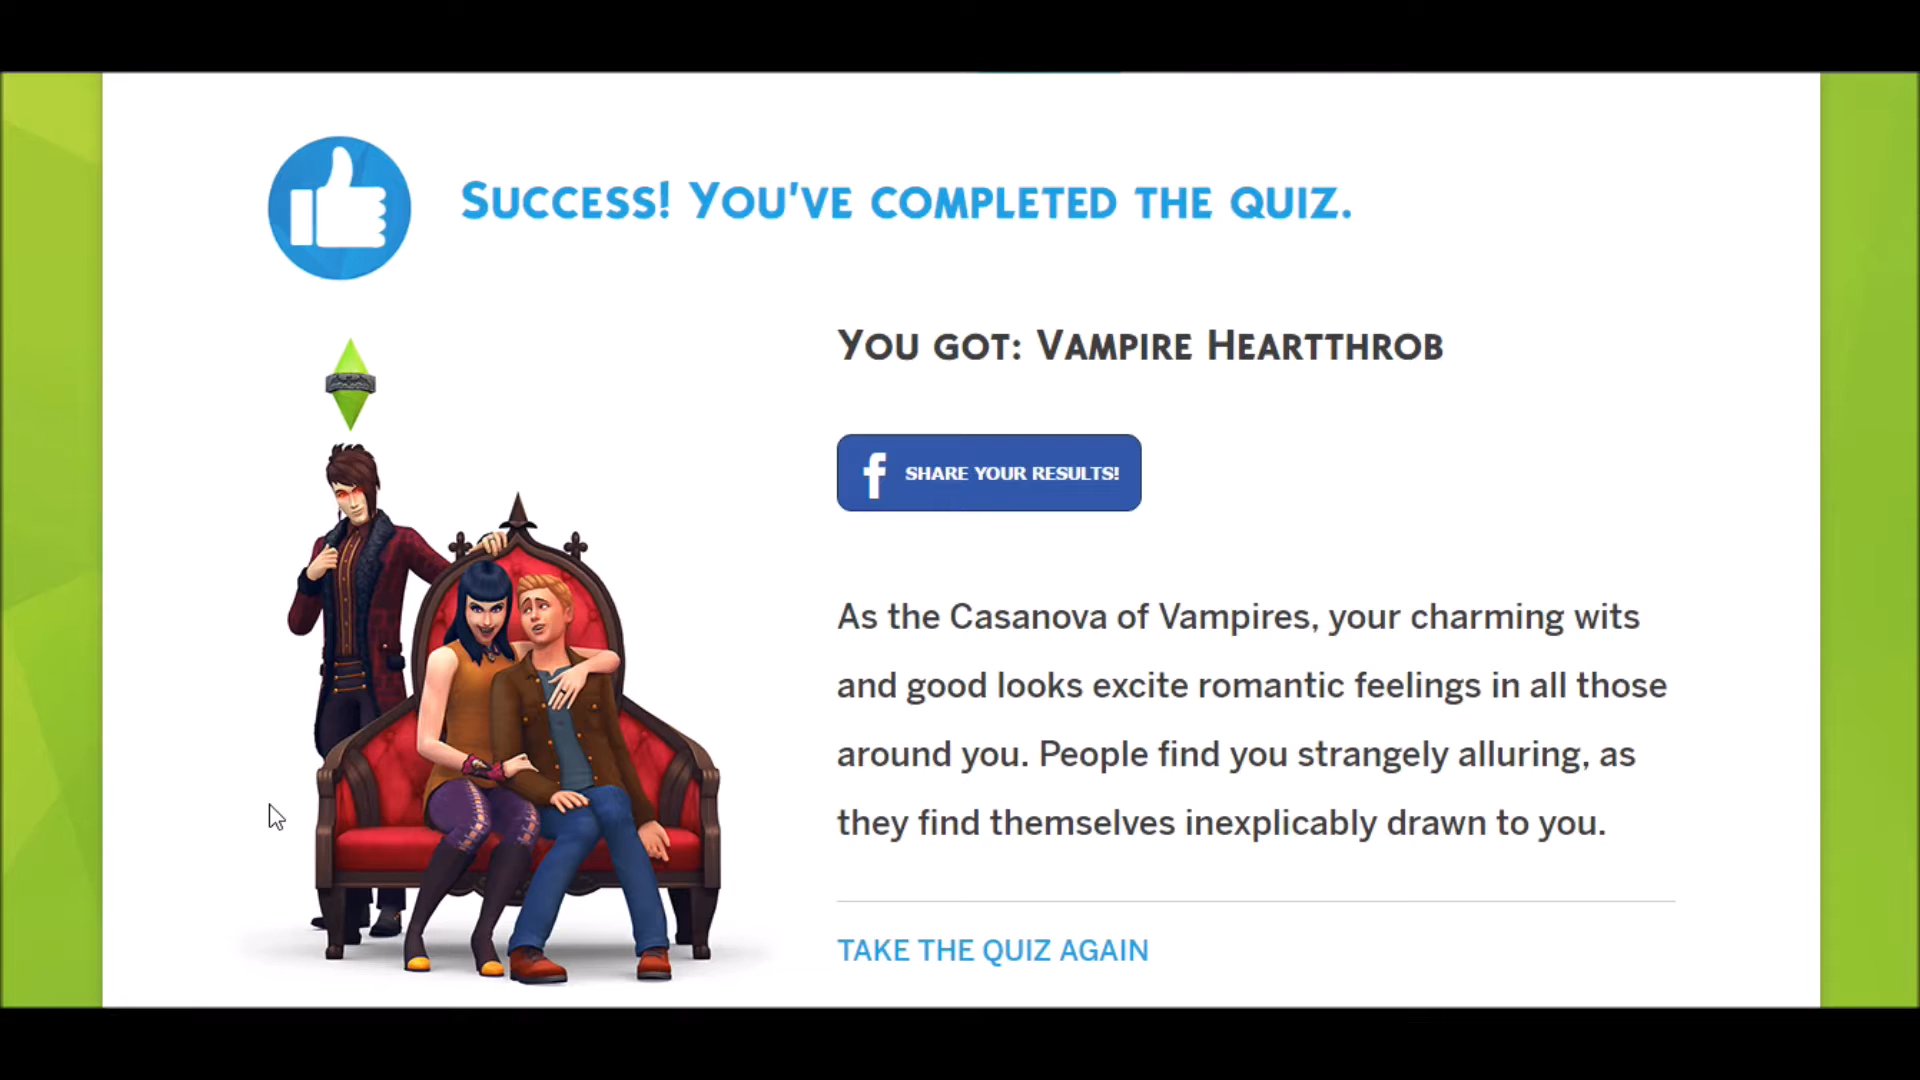 Success! You've completed the quiz.
You got: Vampire Heartthrob
f SHARE YOUR RESULTS!
As the Casanova of Vampires, your charming wits
and good looks excite romantic feelings in all those
around you. People find you strangely alluring, as
they find themselves inexplicably drawn to you.
TAKE THE QUIZ AGAIN